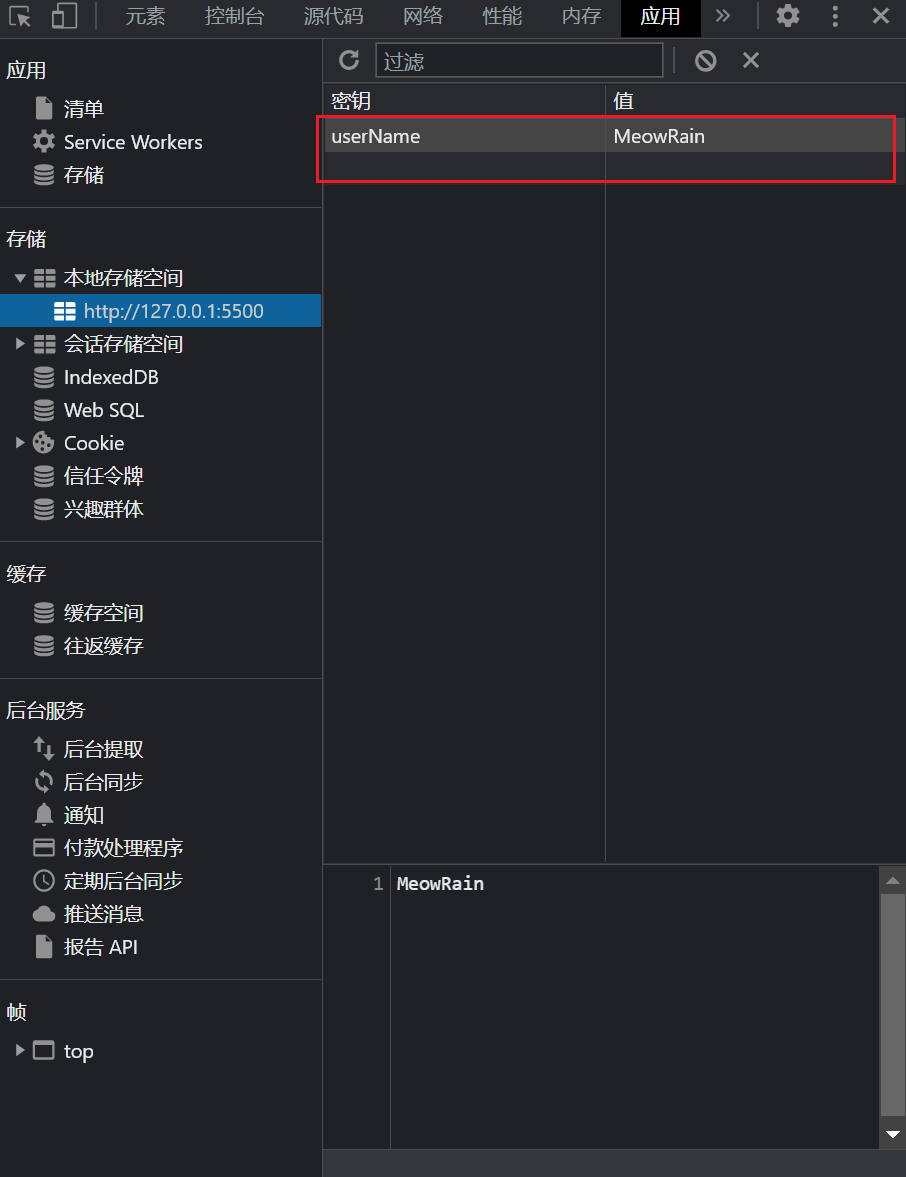 元素 控制台 源代码 网络 性能 内存 应用
应用
清单
Service Workers
存储
存储
本地存储空间
http://127.0.0.1:5500
会话存储空间
IndexedDB
Web SQL
Cookie
信任令牌
兴趣群体
缓存
缓存空间
往返缓存
后台服务
后台提取
后台同步
通知
付款处理程序
定期后台同步
推送消息
报告 API
帧
top
过滤
密钥 值
userName MeowRain
1 MeowRain